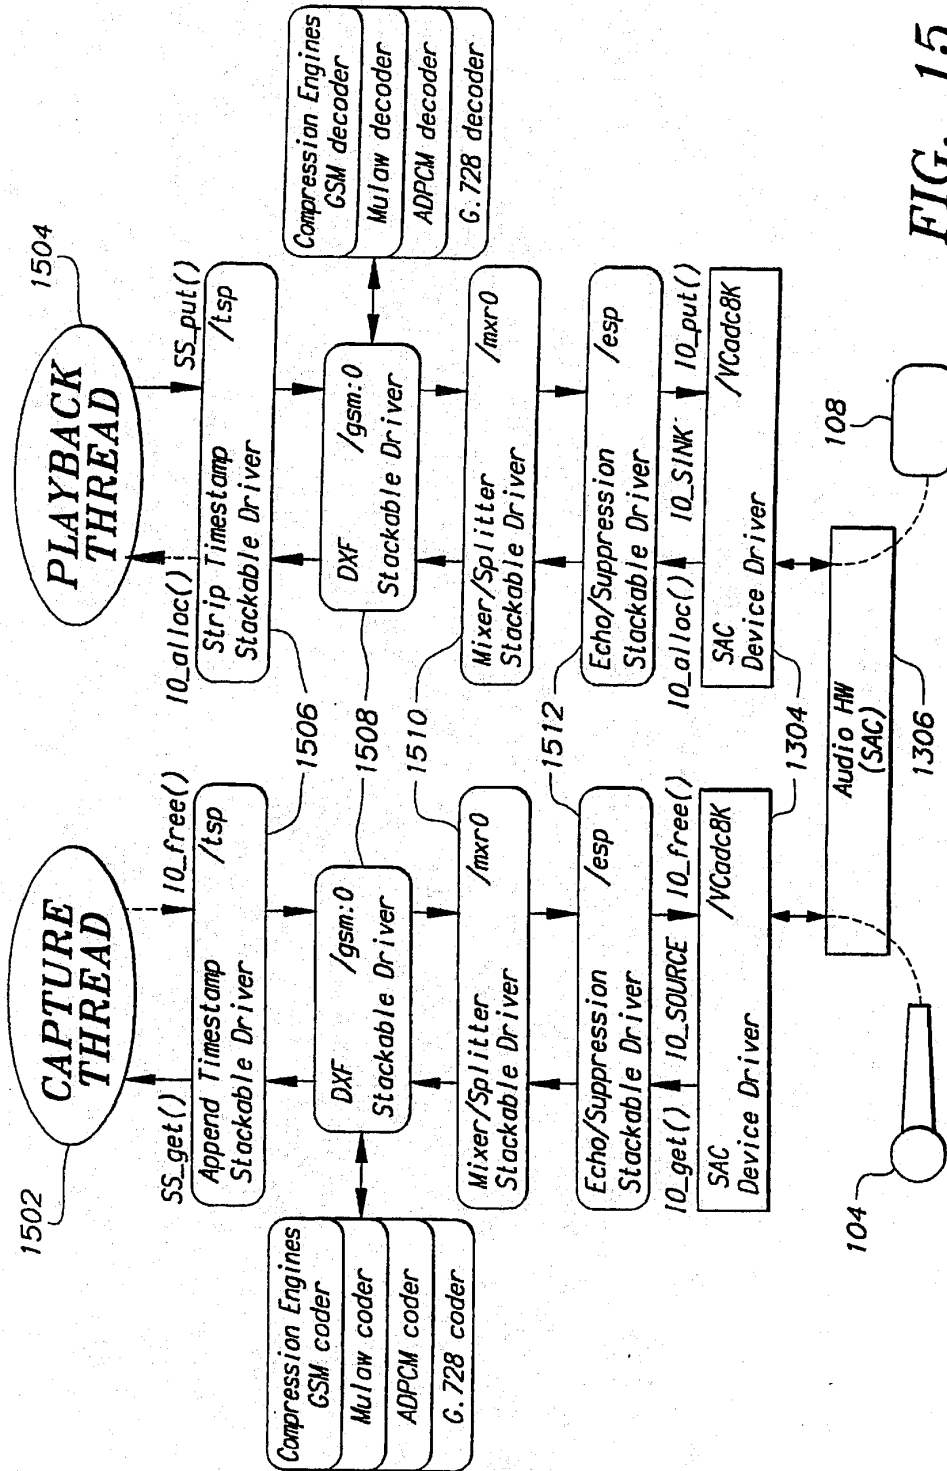 1502
CAPTURE
THREAD
SS_get()
IO_free()
Append Timestamp /tsp
Stackable Driver
Compression Engines
GSM coder
Mulaw coder
ADPCM coder
G.728 coder
DXF /gsm:0
Stackable Driver
Mixer/Splitter /mxr0
Stackable Driver
Echo/Suppression /esp
Stackable Driver
IO_get() IO_SOURCE IO_free()
SAC /VCadc8K
Device Driver
104
1504
PLAYBACK
THREAD
IO_alloc()
SS_put()
Strip Timestamp /tsp
Stackable Driver
1506
DXF /gsm:0
Stackable Driver
1508
Compression Engines
GSM decoder
Mulaw decoder
ADPCM decoder
G.728 decoder
Mixer/Splitter /mxr0
Stackable Driver
1510
Echo/Suppression /esp
Stackable Driver
1512
IO_alloc() IO_SINK IO_put()
SAC /VCadc8K
Device Driver
1304
Audio HW
(SAC)
1306
108
FIG. 15